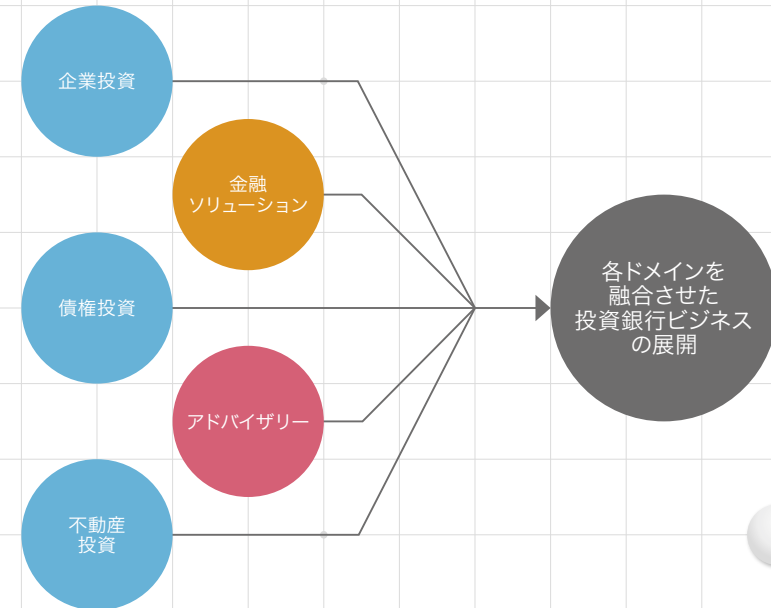 企業投資
金融
ソリューション
債権投資
アドバイザリー
不動産
投資
各ドメインを
融合させた
投資銀行ビジネス
の展開